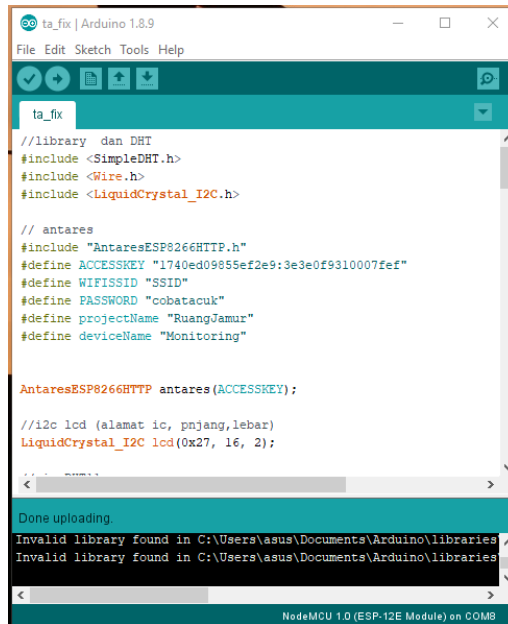 ta_fix | Arduino 1.8.9
File Edit Sketch Tools Help
ta_fix
//library  dan DHT
#include <SimpleDHT.h>
#include <Wire.h>
#include <LiquidCrystal_I2C.h>
// antares
#include "AntaresESP8266HTTP.h"
#define ACCESSKEY "1740ed09855ef2e9:3e3e0f9310007fef"
#define WIFISSID "SSID"
#define PASSWORD "cobatacuk"
#define projectName "RuangJamur"
#define deviceName "Monitoring"
AntaresESP8266HTTP antares(ACCESSKEY);
//i2c lcd (alamat ic, pnjang,lebar)
LiquidCrystal_I2C lcd(0x27, 16, 2);
Done uploading.
Invalid library found in C:\Users\asus\Documents\Arduino\libraries
Invalid library found in C:\Users\asus\Documents\Arduino\libraries
NodeMCU 1.0 (ESP-12E Module) on COM8